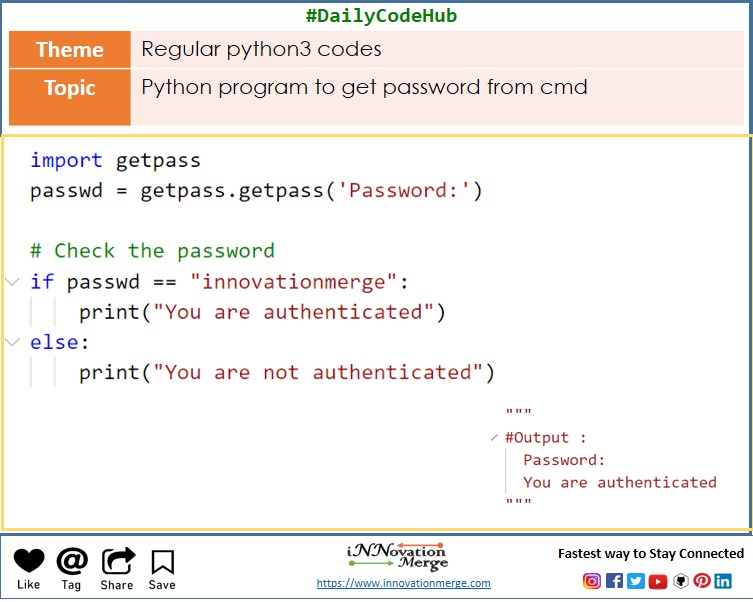 #DailyCodeHub
Theme
Regular python3 codes
Topic
Python program to get password from cmd
import getpass
passwd = getpass.getpass('Password:')
# Check the password
if passwd == "innovationmerge":
    print("You are authenticated")
else:
    print("You are not authenticated")
"""
#Output :
  Password:
  You are authenticated
"""
Like
Tag
Share
Save
iNNovation
Merge
https://www.innovationmerge.com
Fastest way to Stay Connected